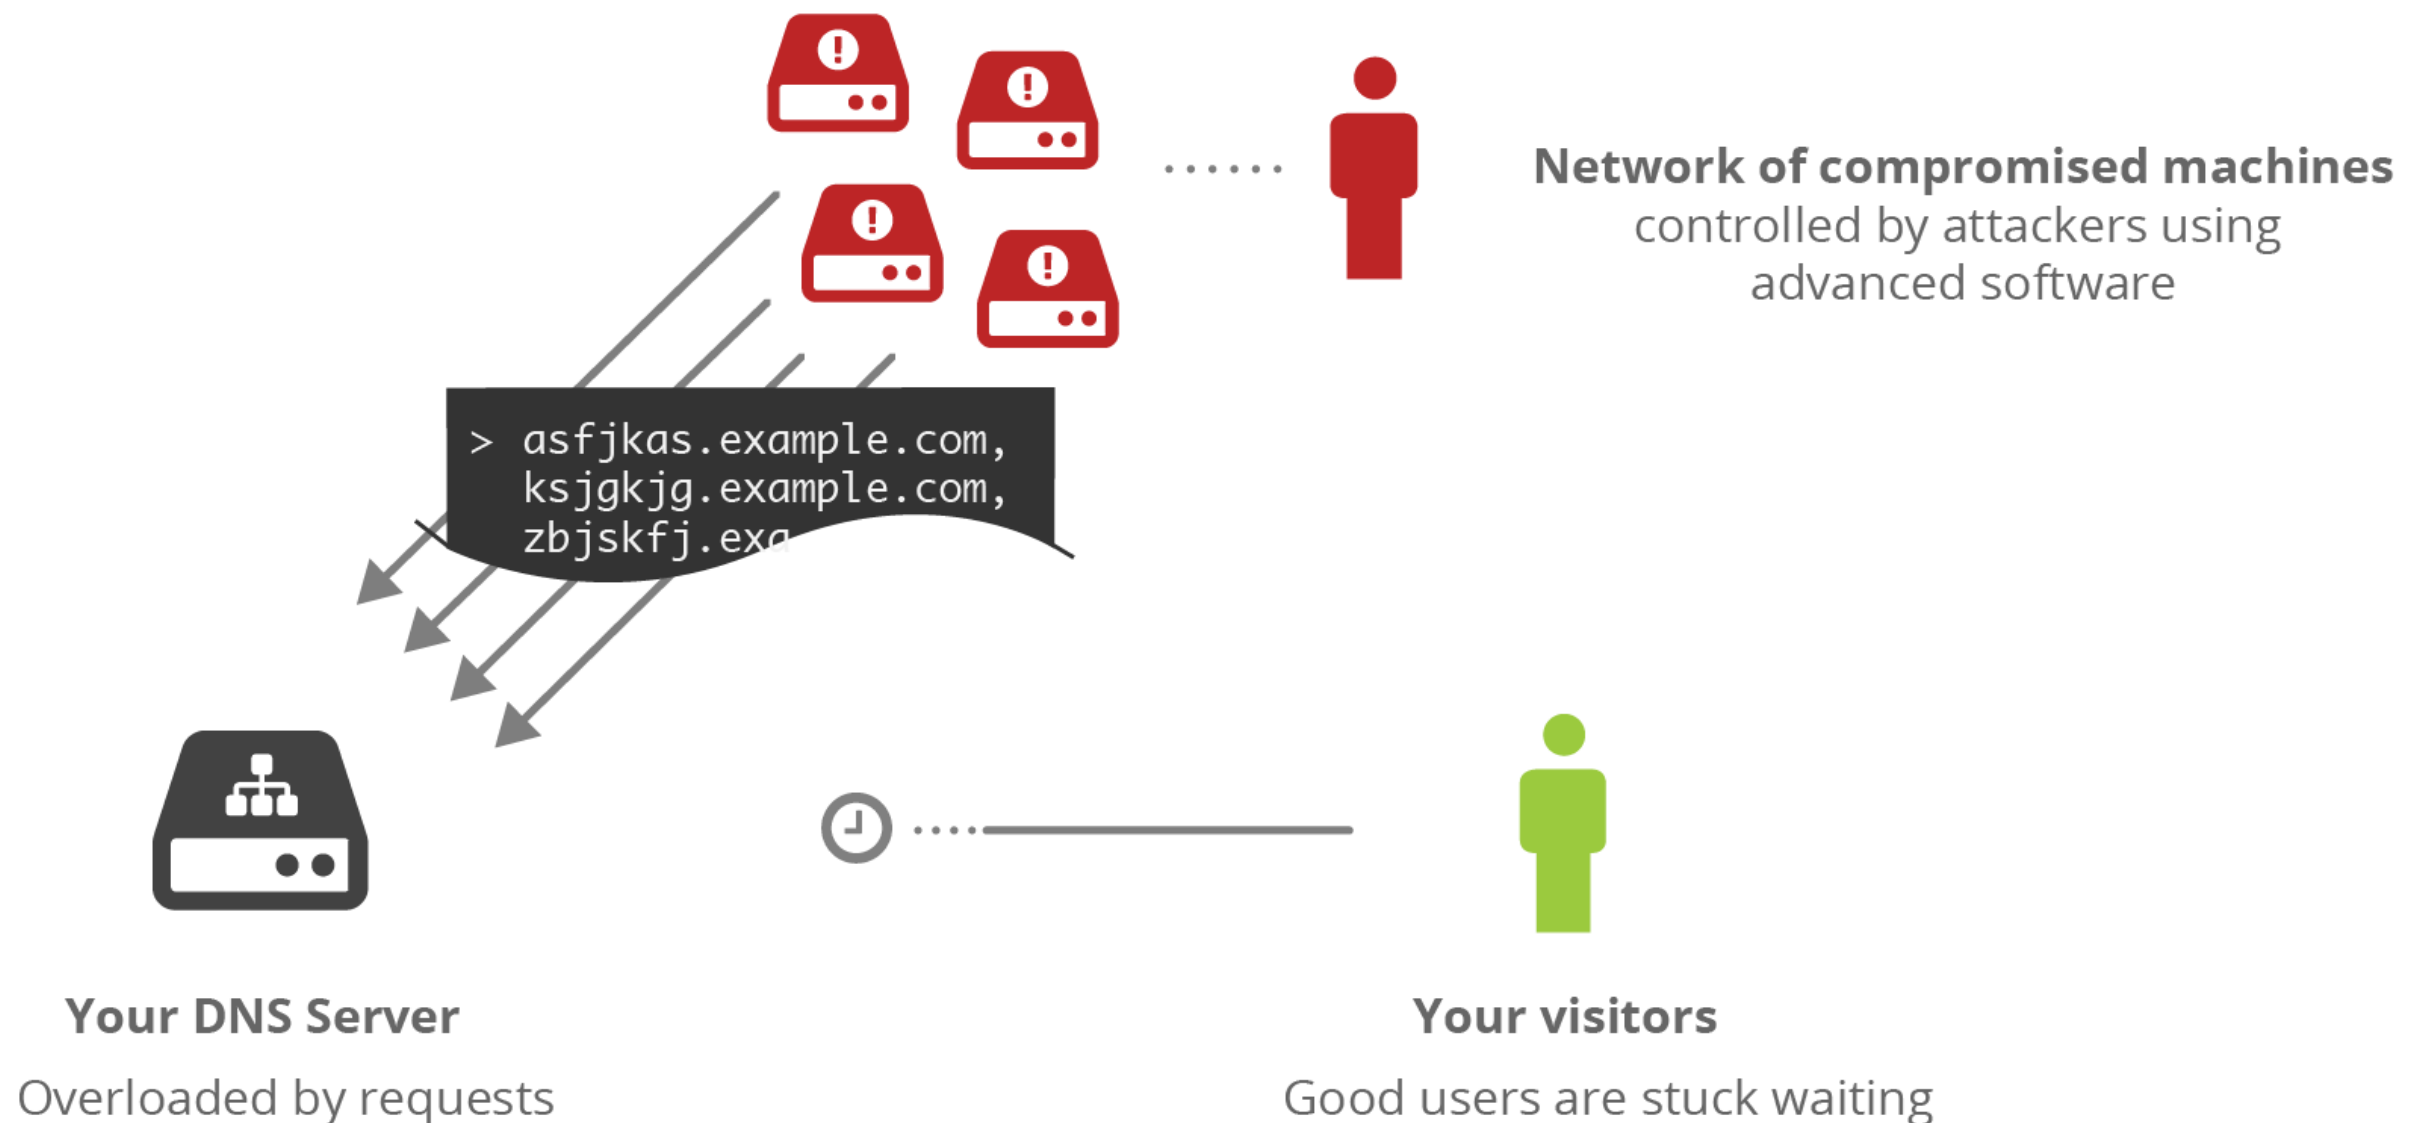 Network of compromised machines
controlled by attackers using
advanced software
> asfjkas.example.com,
ksjgkjg.example.com,
zbjskfj.exa
Your DNS Server
Overloaded by requests
Your visitors
Good users are stuck waiting